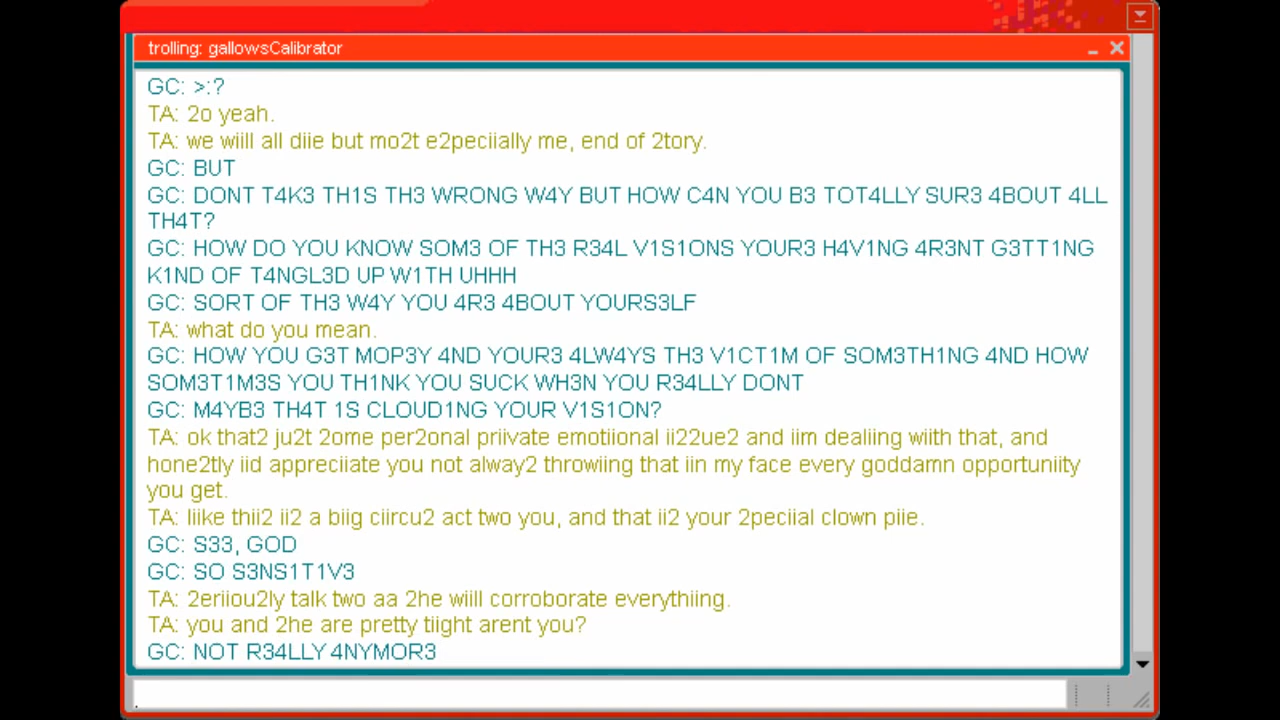 trolling: gallowsCalibrator
GC: >:?
TA: 2o yeah.
TA: we wiill all diie but mo2t e2peciially me, end of 2tory.
GC: BUT
GC: DONT T4K3 TH1S TH3 WRONG W4Y BUT HOW C4N YOU B3 TOT4LLY SUR3 4BOUT 4LL
TH4T?
GC: HOW DO YOU KNOW SOM3 OF TH3 R34L V1S1ONS YOUR3 H4V1NG 4R3NT G3TT1NG
K1ND OF T4NGL3D UP W1TH UHHH
GC: SORT OF TH3 W4Y YOU 4R3 4BOUT YOURS3LF
TA: what do you mean.
GC: HOW YOU G3T MOP3Y 4ND YOUR3 4LW4YS TH3 V1CT1M OF SOM3TH1NG 4ND HOW
SOM3T1M3S YOU TH1NK YOU SUCK WH3N YOU R34LLY DONT
GC: M4YB3 TH4T 1S CLOUD1NG YOUR V1S1ON?
TA: ok that2 ju2t 2ome per2onal priivate emotiional ii22ue2 and iim dealiing wiith that, and
hone2tly iid appreciiate you not alway2 throwiing that iin my face every goddamn opportuniity
you get.
TA: liike thii2 ii2 a biig ciircu2 act two you, and that ii2 your 2peciial clown piie.
GC: S33, GOD
GC: SO S3NS1T1V3
TA: 2eriiou2ly talk two aa 2he wiill corroborate everythiing.
TA: you and 2he are pretty tiight arent you?
GC: NOT R34LLY 4NYMOR3